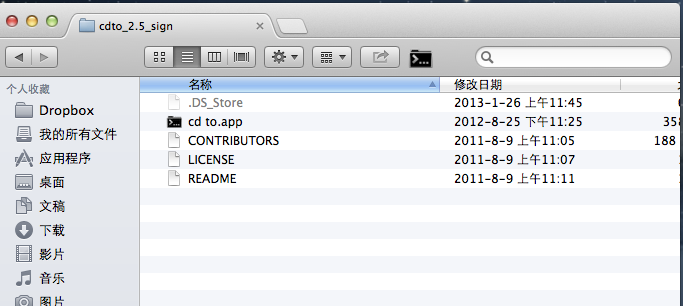 cdto_2.5_sign
名称 修改日期
个人收藏
Dropbox
我的所有文件
应用程序
桌面
文稿
下载
影片
音乐
图片
.DS_Store 2013-1-26 上午11:45
cd to.app 2012-8-25 下午11:25 358
CONTRIBUTORS 2011-8-9 上午11:05 188
LICENSE 2011-8-9 上午11:07
README 2011-8-9 上午11:11